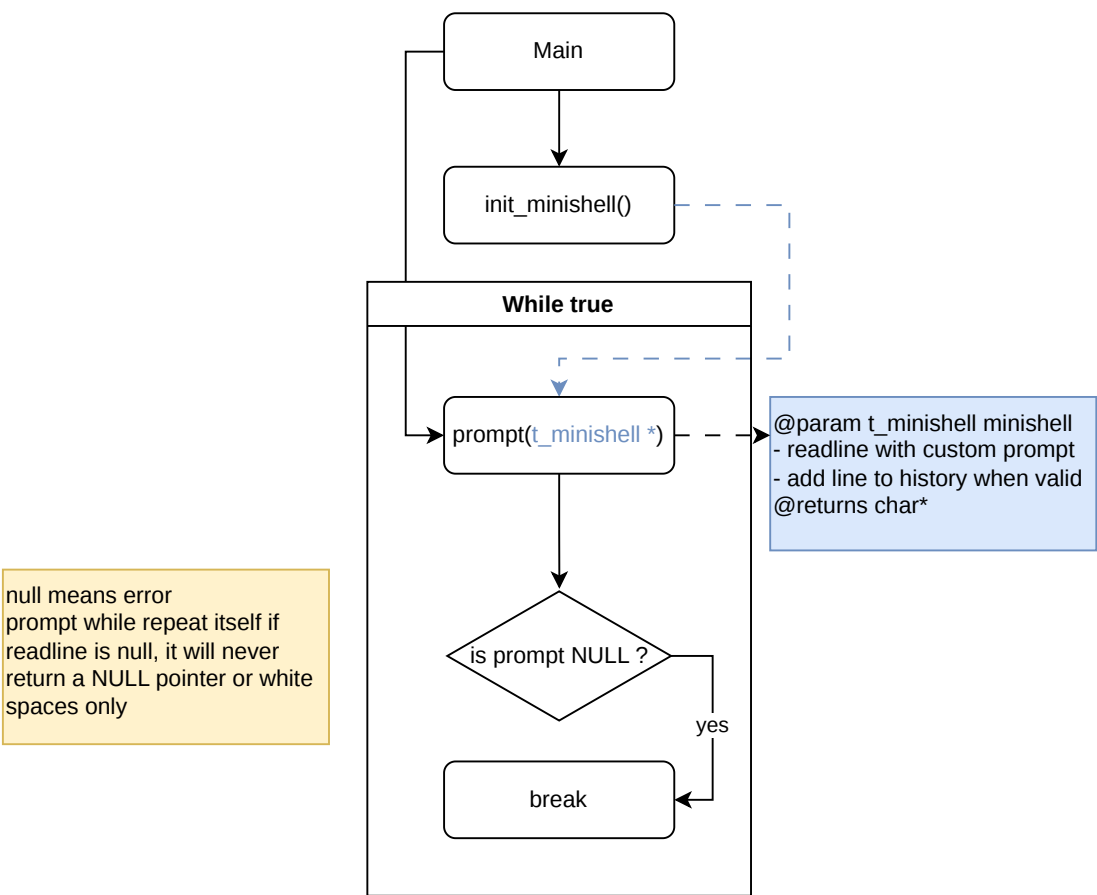 Main
init_minishell()
While true
prompt(t_minishell *)
@param t_minishell minishell
- readline with custom prompt
- add line to history when valid
@returns char*
null means error
prompt while repeat itself if
readline is null, it will never
return a NULL pointer or white
spaces only
is prompt NULL ?
yes
break